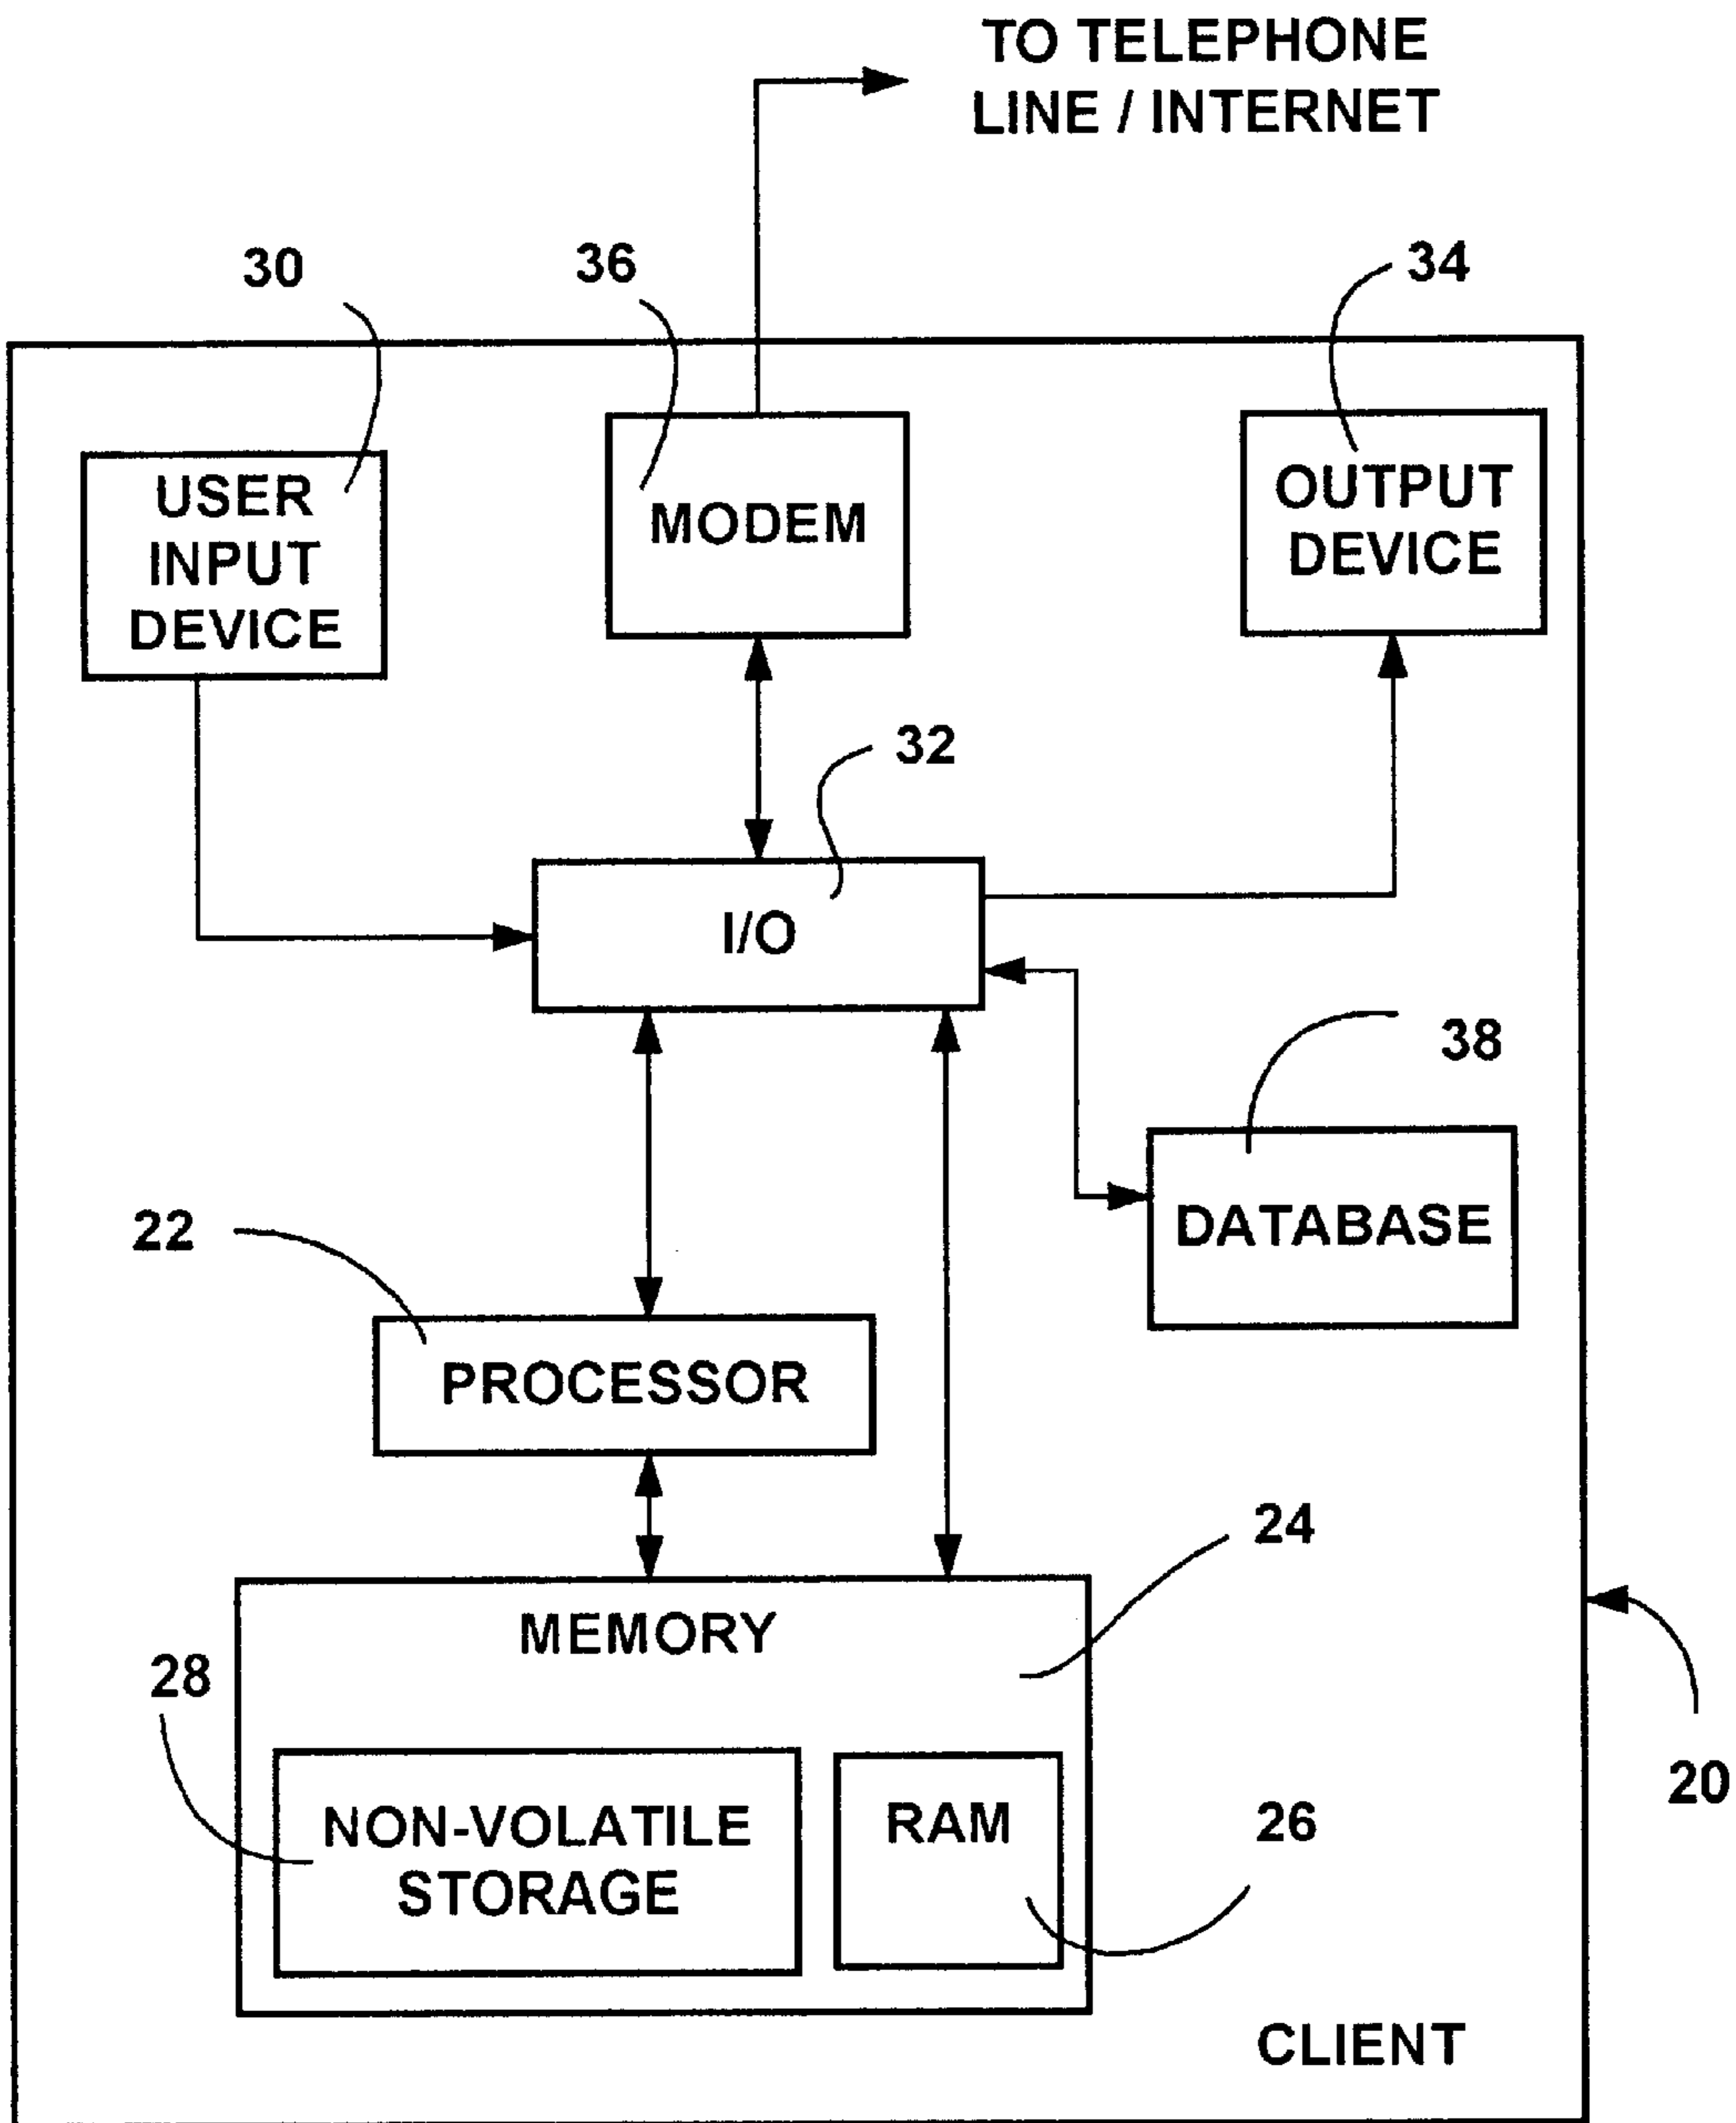 TO TELEPHONE
LINE / INTERNET
30
36
34
USER
INPUT
DEVICE
MODEM
OUTPUT
DEVICE
32
I/O
38
DATABASE
22
PROCESSOR
24
MEMORY
28
NON-VOLATILE
STORAGE
RAM
26
20
CLIENT